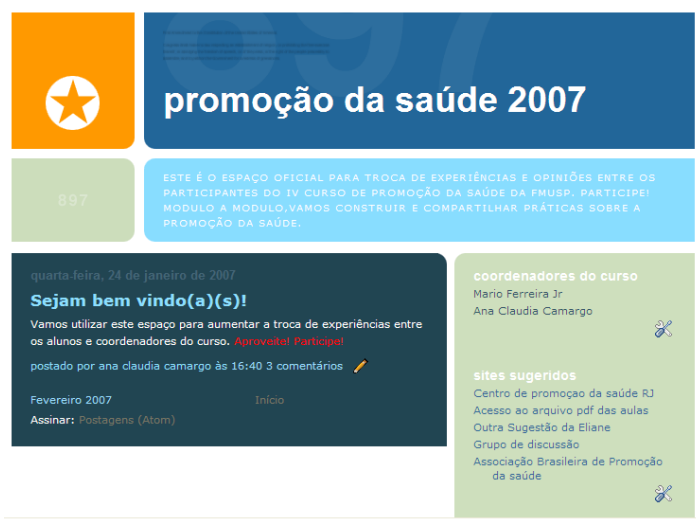 897
promoção da saúde 2007
897
ESTE É O ESPAÇO OFICIAL PARA TROCA DE EXPERIÊNCIAS E OPINIÕES ENTRE OS
PARTICIPANTES DO IV CURSO DE PROMOÇÃO DA SAÚDE DA FMUSP. PARTICIPE!
MODULO A MODULO,VAMOS CONSTRUIR E COMPARTILHAR PRÁTICAS SOBRE A
PROMOÇÃO DA SAÚDE.
quarta-feira, 24 de janeiro de 2007
Sejam bem vindo(a)(s)!
Vamos utilizar este espaço para aumentar a troca de experiências entre
os alunos e coordenadores do curso. Aproveite! Participe!
postado por ana claudia camargo às 16:40 3 comentários
Fevereiro 2007 Início
Assinar: Postagens (Atom)
coordenadores do curso
Mario Ferreira Jr
Ana Claudia Camargo
sites sugeridos
Centro de promoçao da saúde RJ
Acesso ao arquivo pdf das aulas
Outra Sugestão da Eliane
Grupo de discussão
Associação Brasileira de Promoção
da saúde